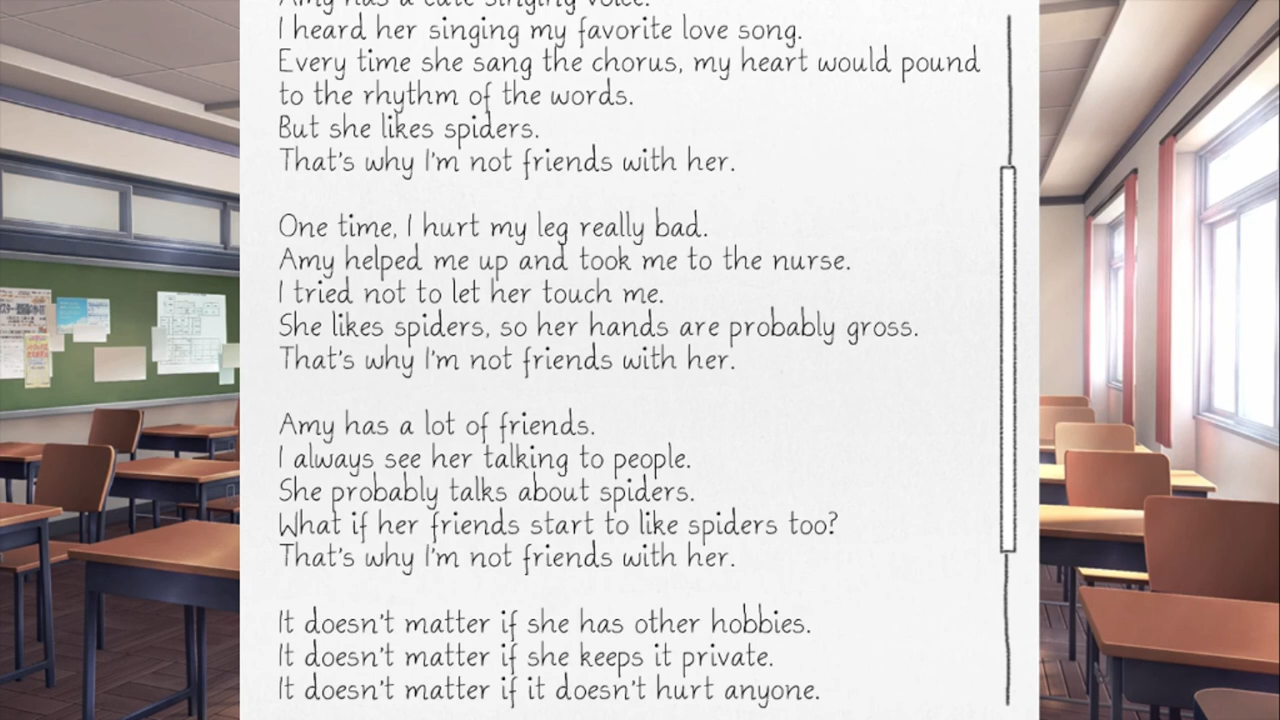 Amy has a cute singing voice.
I heard her singing my favorite love song.
Every time she sang the chorus, my heart would pound
to the rhythm of the words.
But she likes spiders.
That's why I'm not friends with her.
One time, I hurt my leg really bad.
Amy helped me up and took me to the nurse.
I tried not to let her touch me.
She likes spiders, so her hands are probably gross.
That's why I'm not friends with her.
Amy has a lot of friends.
I always see her talking to people.
She probably talks about spiders.
What if her friends start to like spiders too?
That's why I'm not friends with her.
It doesn't matter if she has other hobbies.
It doesn't matter if she keeps it private.
It doesn't matter if it doesn't hurt anyone.